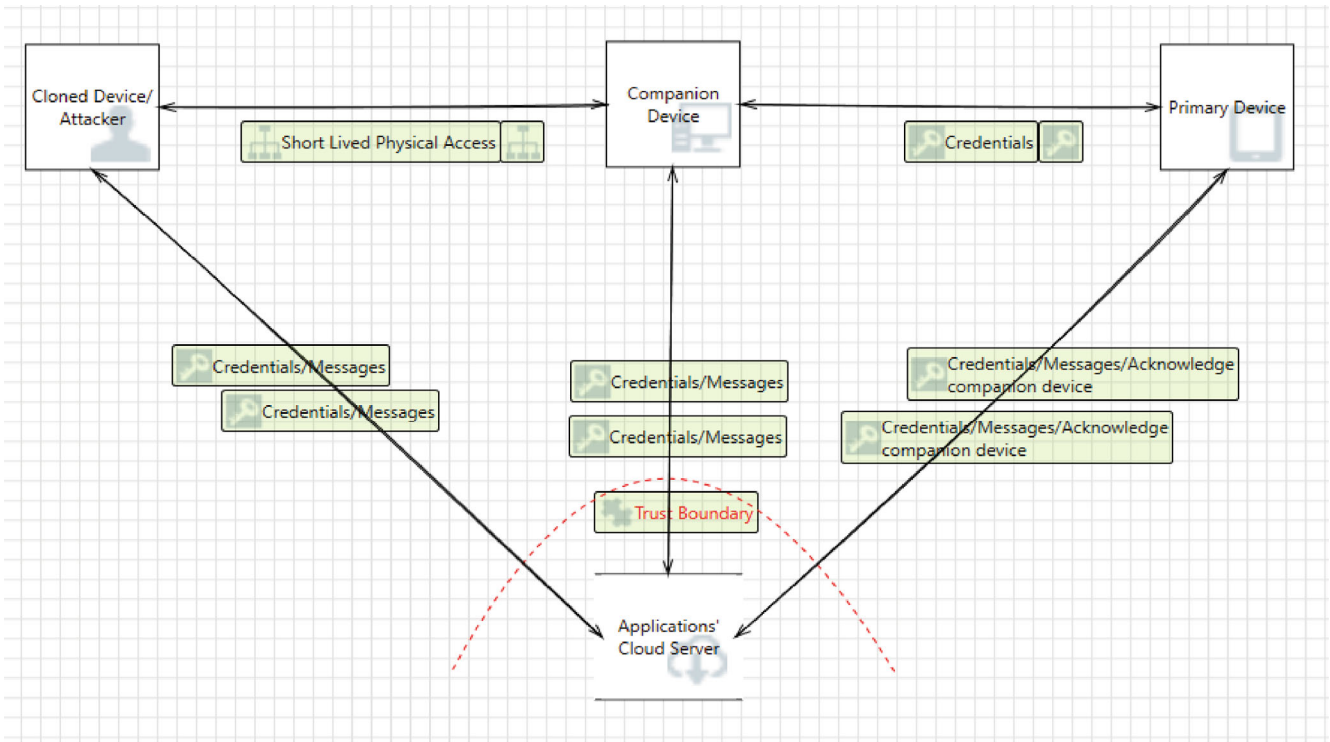 Cloned Device/
Attacker
Companion
Device
Primary Device
Short Lived Physical Access
Credentials
Credentials/Messages
Credentials/Messages
Credentials/Messages
Credentials/Messages
Credentials/Messages/Acknowledge
companion device
Credentials/Messages/Acknowledge
companion device
Trust Boundary
Applications'
Cloud Server